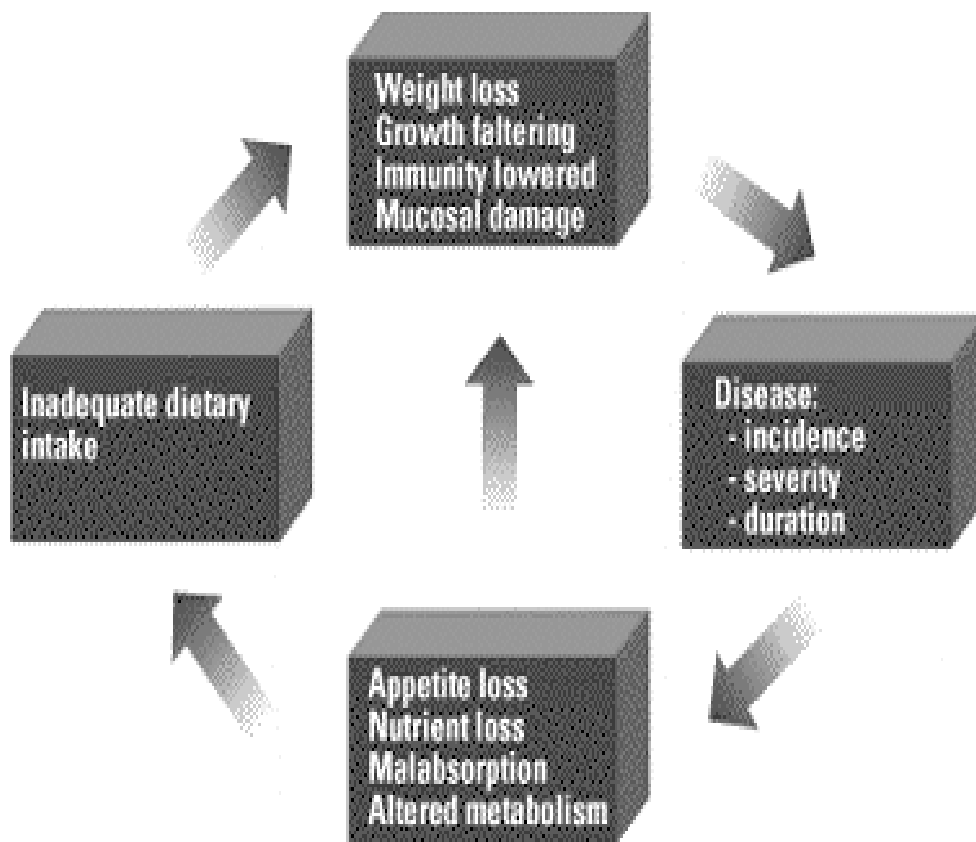 Weight loss
Growth faltering
Immunity lowered
Mucosal damage
Inadequate dietary
intake
Disease:
- incidence
- severity
- duration
Appetite loss
Nutrient loss
Malabsorption
Altered metabolism